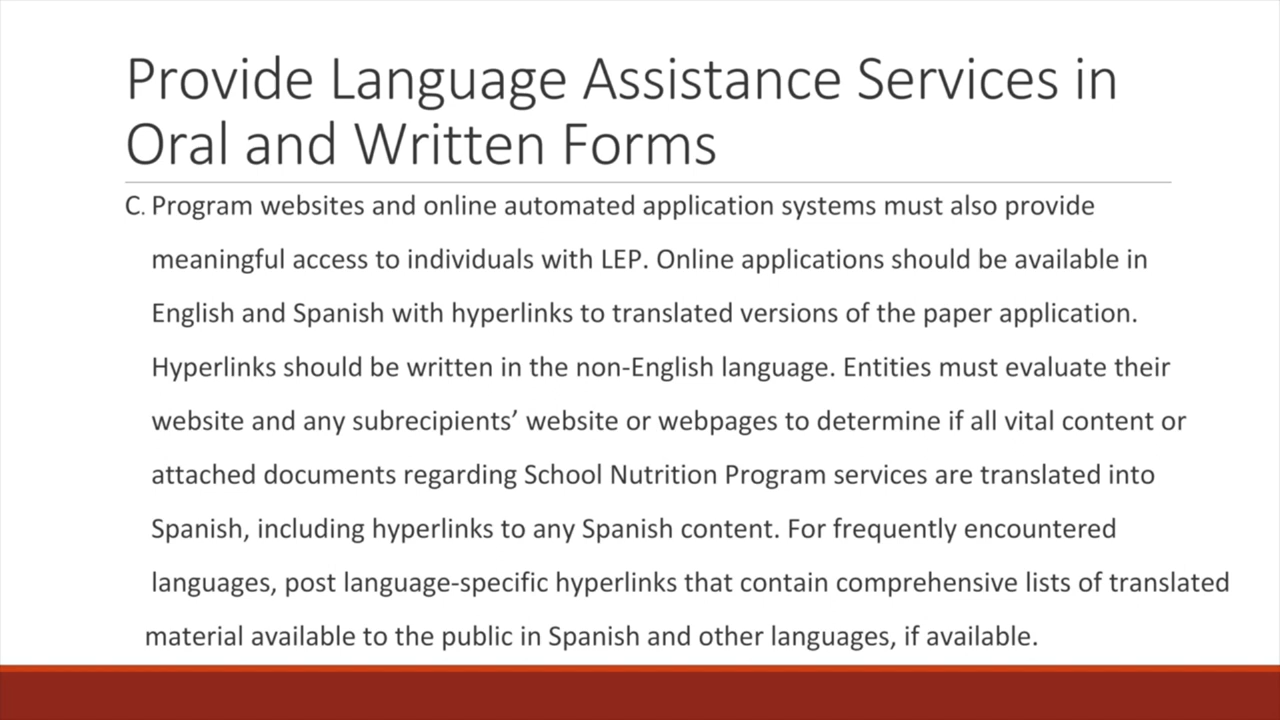 Provide Language Assistance Services in
Oral and Written Forms
C. Program websites and online automated application systems must also provide
meaningful access to individuals with LEP. Online applications should be available in
English and Spanish with hyperlinks to translated versions of the paper application.
Hyperlinks should be written in the non-English language. Entities must evaluate their
website and any subrecipients’ website or webpages to determine if all vital content or
attached documents regarding School Nutrition Program services are translated into
Spanish, including hyperlinks to any Spanish content. For frequently encountered
languages, post language-specific hyperlinks that contain comprehensive lists of translated
material available to the public in Spanish and other languages, if available.